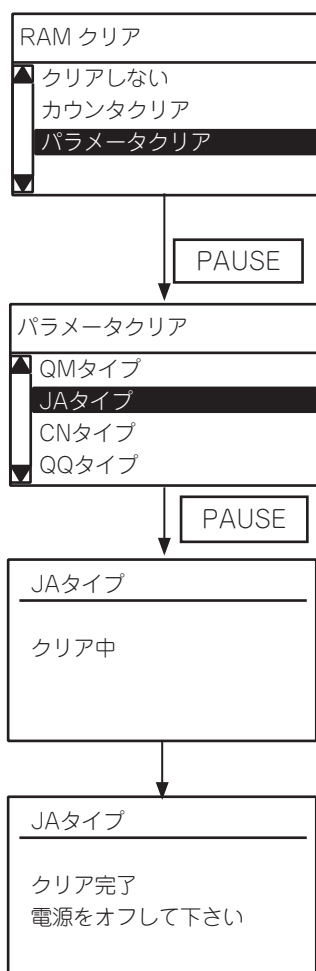 RAM クリア
クリアしない
カウンタクリア
パラメータクリア
PAUSE
パラメータクリア
QMタイプ
JAタイプ
CNタイプ
QQタイプ
PAUSE
JAタイプ
クリア中
JAタイプ
クリア完了
電源をオフして下さい